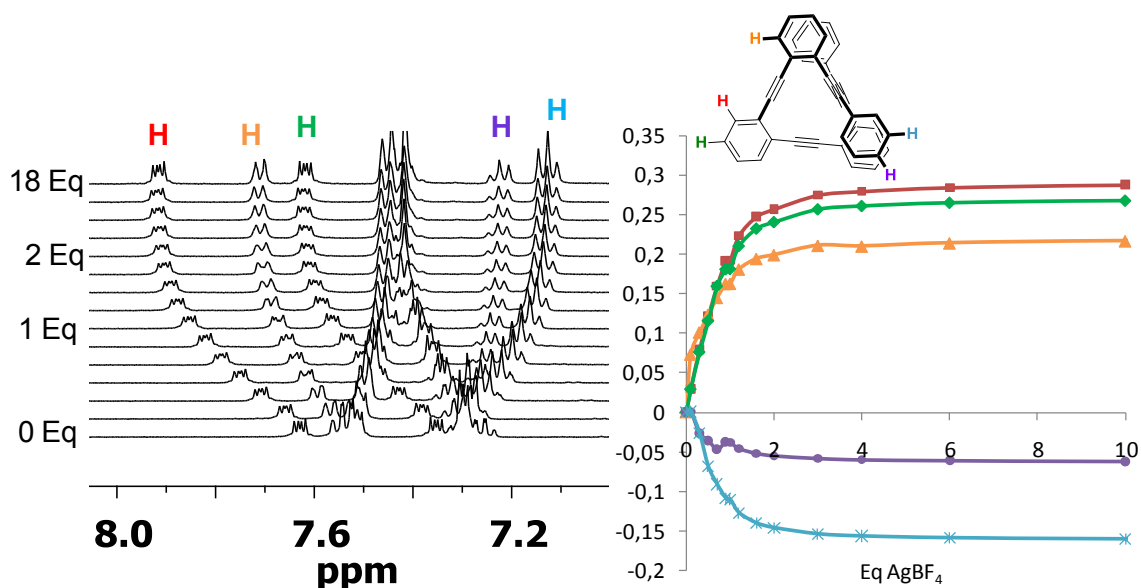 H H H H H
18 Eq
2 Eq
1 Eq
0 Eq
8.0 7.6 7.2
ppm
H
H
H
H
H
0,35
0,3
0,25
0,2
0,15
0,1
0,05
0
-0,05
-0,1
-0,15
-0,2
0 2 4 6 8 10
Eq AgBF₄